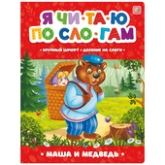 Я ЧИ·ТА·Ю
ПО СЛО·ГАМ
КРУПНЫЙ ШРИФТ • ДЕЛЕНИЕ НА СЛОГИ
МАША И МЕДВЕДЬ